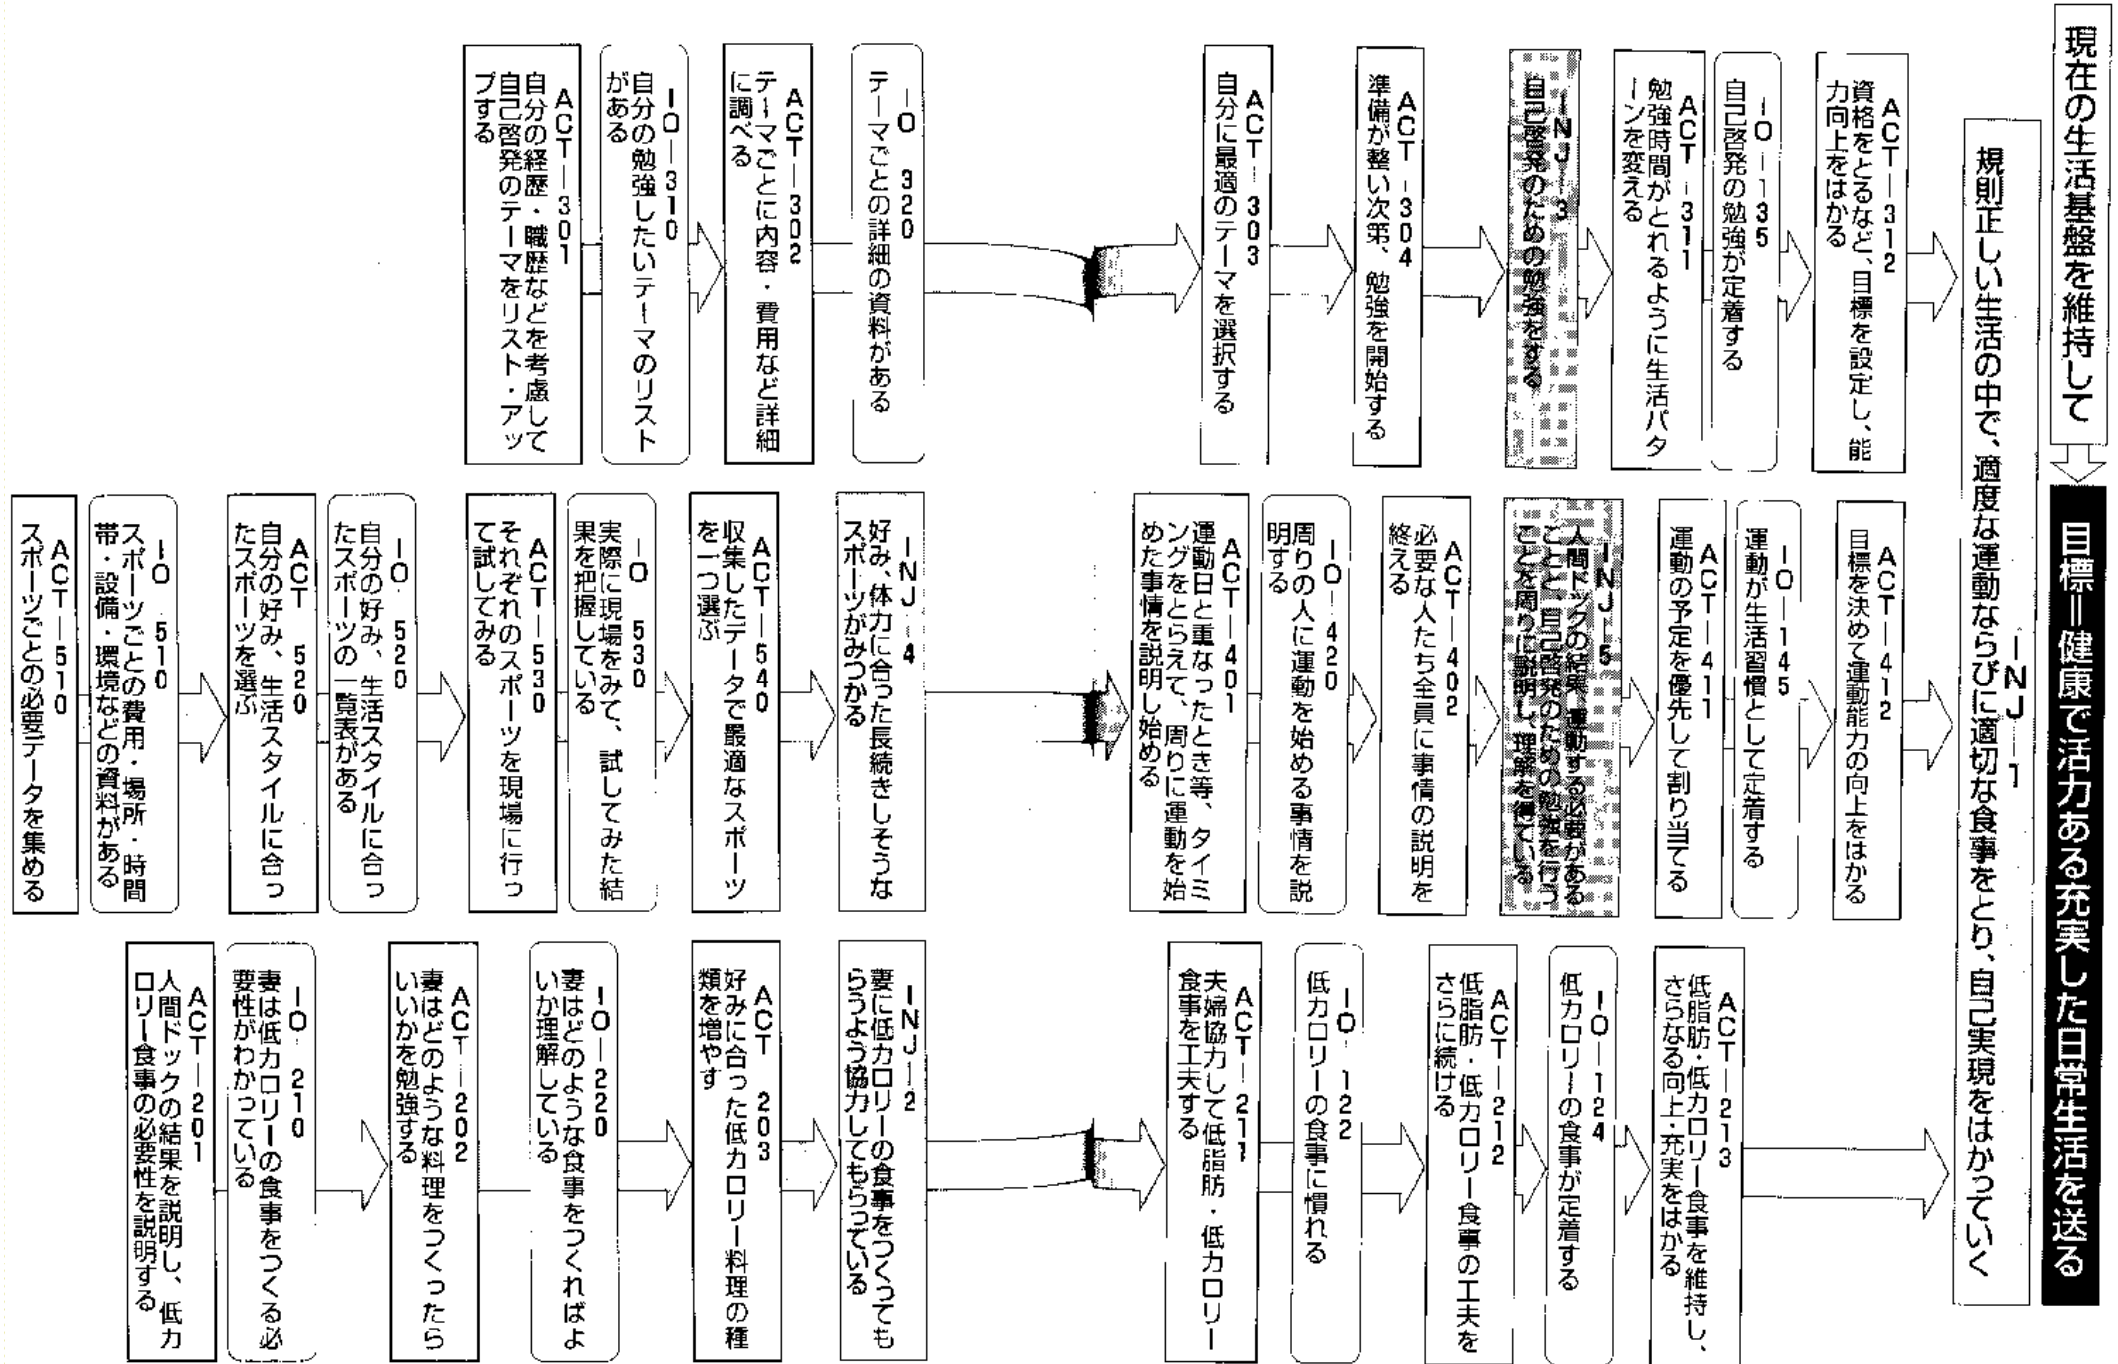 現在の生活基盤を維持して
目標=健康で活力ある充実した日常生活を送る
INJ-1
規則正しい生活の中で、適度な運動ならびに適切な食事をとり、自己実現をはかっていく
ACT-312
資格をとるなど、目標を設定し、能
力向上をはかる
IO-135
自己啓発の勉強が定着する
ACT-311
勉強時間がとれるように生活パタ
ーンを変える
INJ-3
自己啓発のための勉強をする
ACT-304
準備が整い次第、勉強を開始する
ACT-303
自分に最適のテーマを選択する
IO 320
テーマごとの詳細の資料がある
ACT-302
テーマごとに内容・費用など詳細
に調べる
IO-310
自分の勉強したいテーマのリスト
がある
ACT-301
自分の経歴・職歴などを考慮して
自己啓発のテーマをリスト・アッ
プする
ACT-412
目標を決めて運動能力の向上をはかる
IO-145
運動が生活習慣として定着する
ACT-411
運動の予定を優先して割り当てる
INJ-5
人間ドックの結果、運動する必要がある
ことと、自己啓発のための勉強を行う
ことを周りに説明し、理解を得ている
ACT-402
必要な人たち全員に事情の説明を
終える
IO-420
周りの人に運動を始める事情を説
明する
ACT-401
運動日と重なったとき等、タイミ
ングをとらえて、周りに運動を始
めた事情を説明し始める
INJ-4
好み、体力に合った長続きしそうな
スポーツがみつかる
ACT-540
収集したデータで最適なスポーツ
を一つ選ぶ
IO 530
実際に現場をみて、試してみた結
果を把握している
ACT-530
それぞれのスポーツを現場に行っ
て試してみる
IO-520
自分の好み、生活スタイルに合っ
たスポーツの一覧表がある
ACT 520
自分の好み、生活スタイルに合っ
たスポーツを選ぶ
IO 510
スポーツごとの費用・場所・時間
帯・設備・環境などの資料がある
ACT-510
スポーツごとの必要データを集める
ACT-213
低脂肪・低カロリー食事を維持し、
さらなる向上・充実をはかる
IO-124
低カロリーの食事が定着する
ACT-212
低脂肪・低カロリー食事の工夫を
さらに続ける
IO-122
低カロリーの食事に慣れる
ACT-211
夫婦協力して低脂肪・低カロリー
食事を工夫する
INJ-2
妻に低カロリーの食事をつくっても
らうよう協力してもらっている
ACT 203
好みに合った低カロリー料理の種
類を増やす
IO-220
妻はどのような食事をつくればよ
いか理解している
ACT-202
妻はどのような料理をつくったら
いいかを勉強する
IO-210
妻は低カロリーの食事をつくる必
要性がわかっている
ACT-201
人間ドックの結果を説明し、低カ
ロリー食事の必要性を説明する